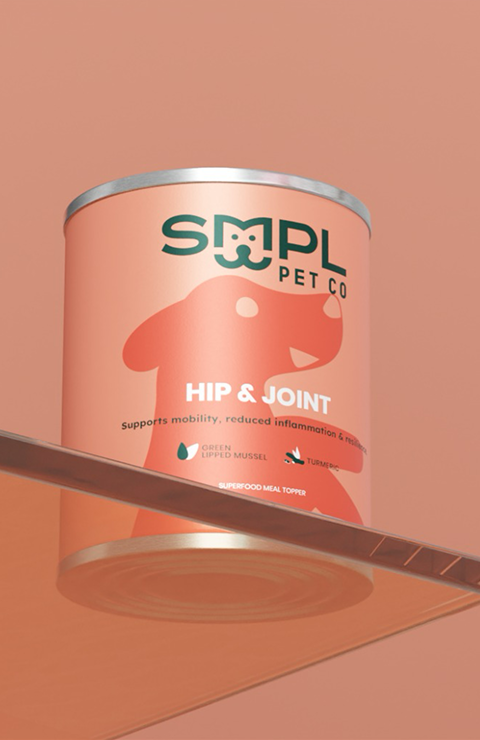 SMPL
PET CO
HIP & JOINT
Supports mobility, reduced inflammation &
GREEN
LIPPED MUSSEL
TURMERIC
SUPERFOOD MEAL TOPPER